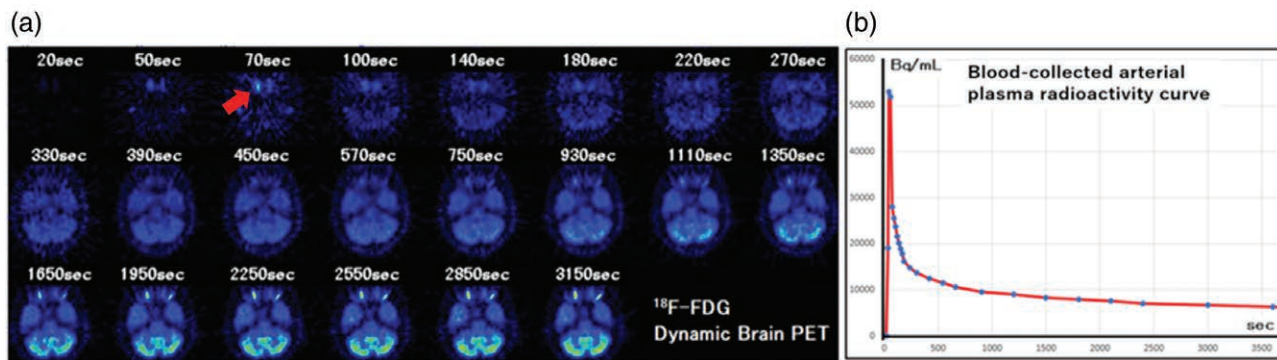 (a)
20sec 50sec 70sec 100sec 140sec 180sec 220sec 270sec
330sec 390sec 450sec 570sec 750sec 930sec 1110sec 1350sec
1650sec 1950sec 2250sec 2550sec 2850sec 3150sec
¹⁸F-FDG
Dynamic Brain PET
(b)
Bq/mL
Blood-collected arterial
plasma radioactivity curve
60000
50000
40000
30000
20000
10000
0
0 500 1000 1500 2000 2500 3000 3500
sec